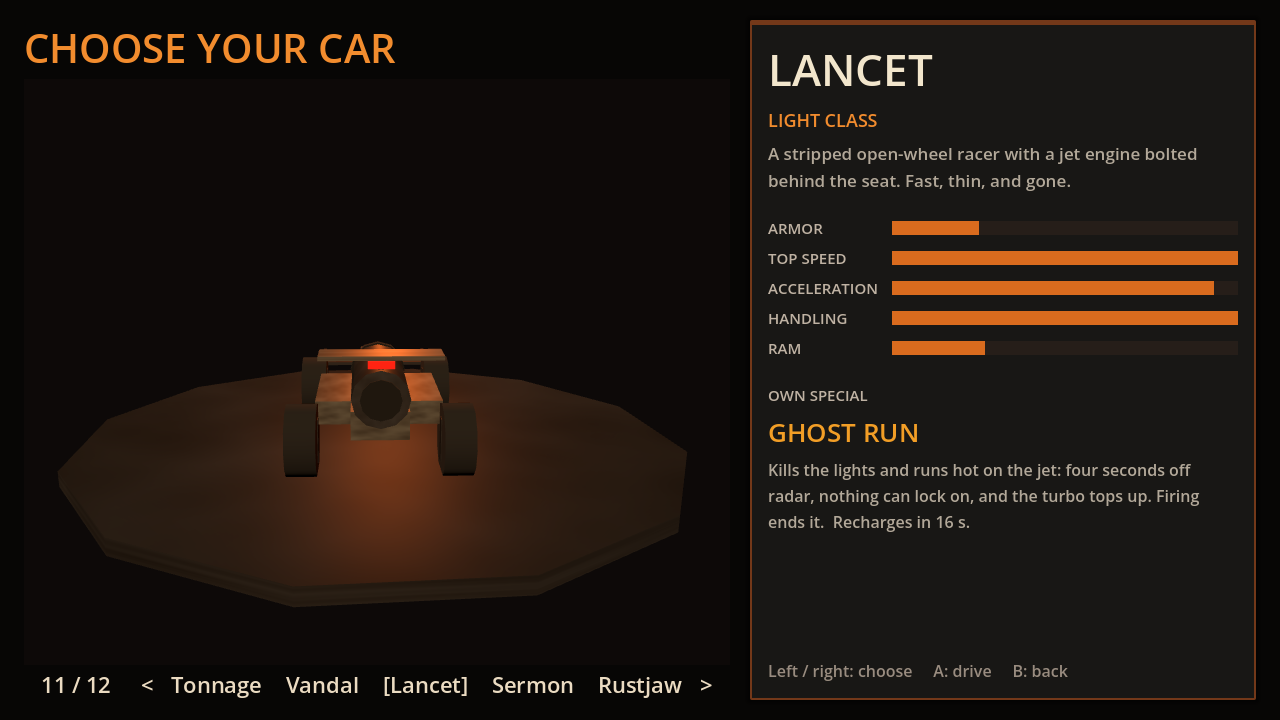 CHOOSE YOUR CAR
11 / 12 < Tonnage Vandal [Lancet] Sermon Rustjaw >
LANCET
LIGHT CLASS
A stripped open-wheel racer with a jet engine bolted
behind the seat. Fast, thin, and gone.
ARMOR
TOP SPEED
ACCELERATION
HANDLING
RAM
OWN SPECIAL
GHOST RUN
Kills the lights and runs hot on the jet: four seconds off
radar, nothing can lock on, and the turbo tops up. Firing
ends it.  Recharges in 16 s.
Left / right: choose A: drive B: back